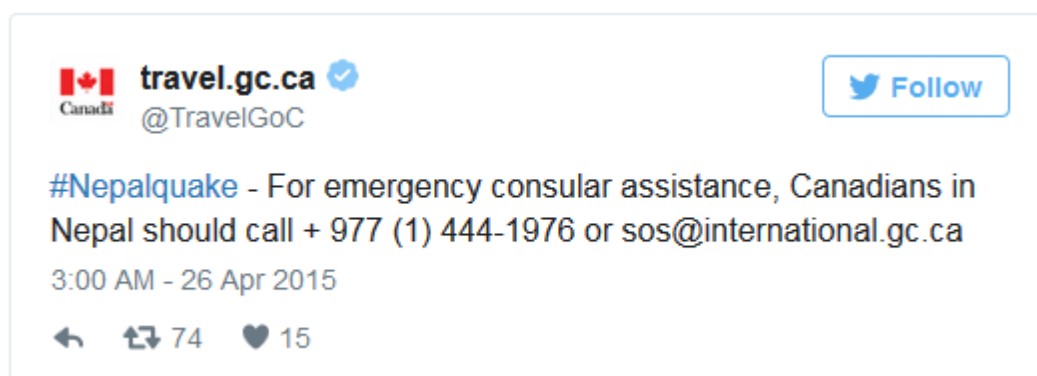 travel.gc.ca
Canada
@TravelGoC
Follow
#Nepalquake - For emergency consular assistance, Canadians in
Nepal should call + 977 (1) 444-1976 or sos@international.gc.ca
3:00 AM - 26 Apr 2015
74 15